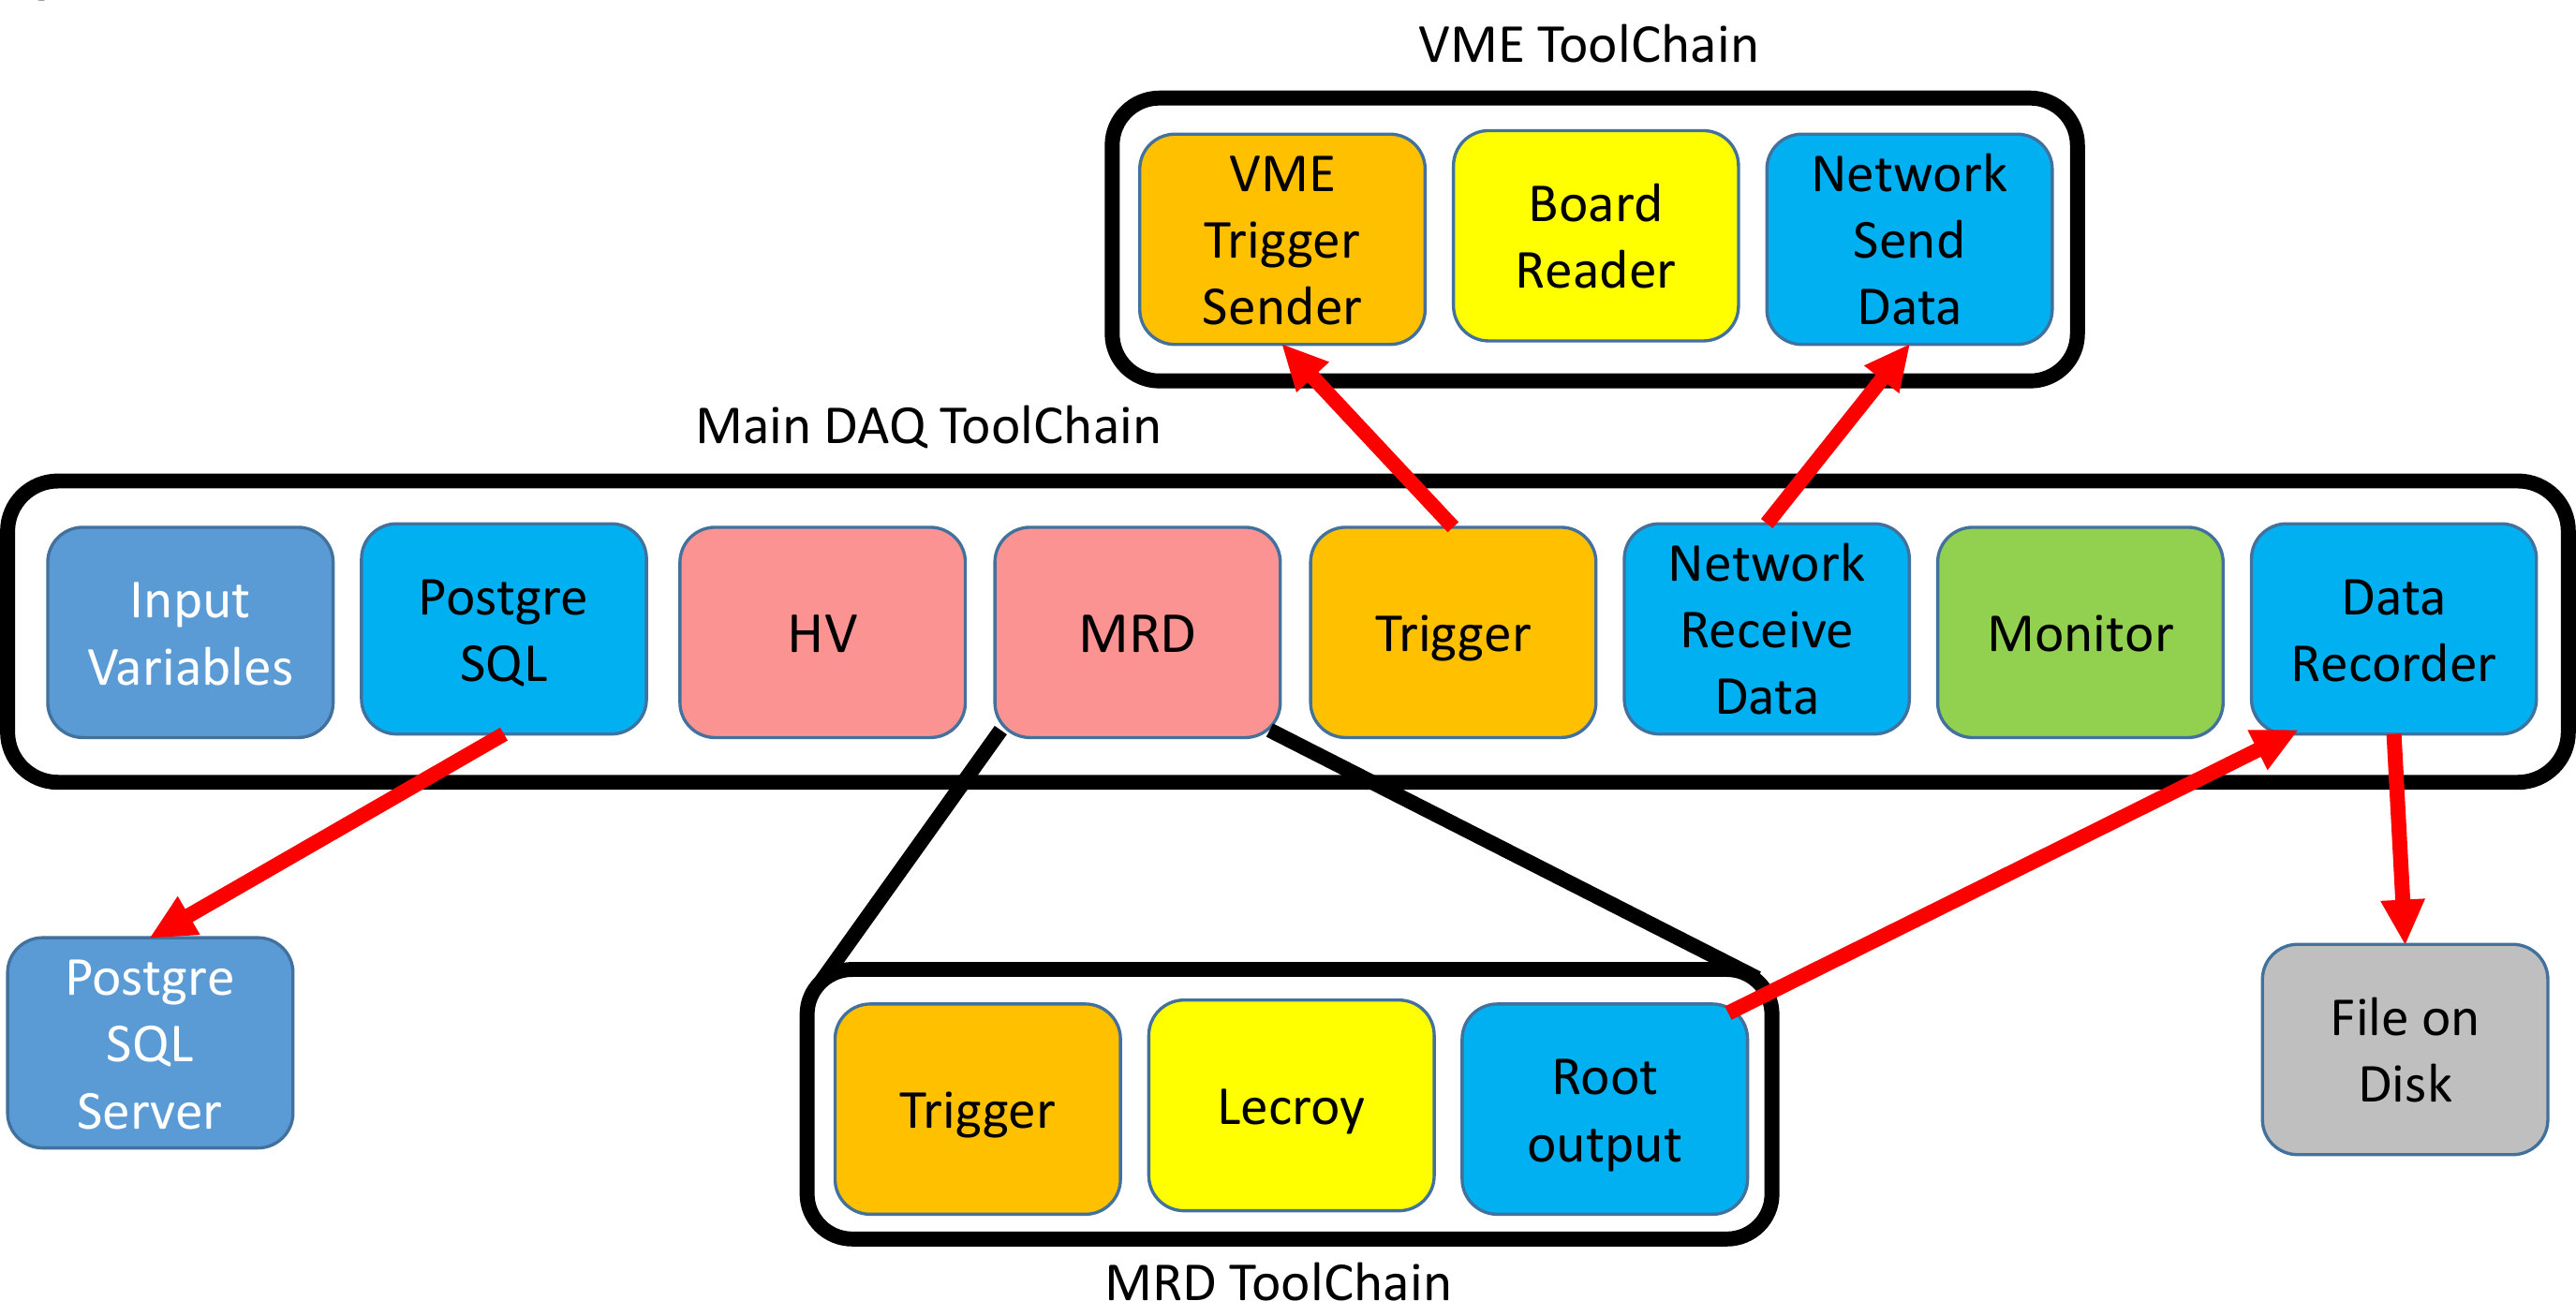 VME ToolChain
VME
Trigger
Sender
Board
Reader
Network
Send
Data
Main DAQ ToolChain
Input
Variables
Postgre
SQL
HV
MRD
Trigger
Network
Receive
Data
Monitor
Data
Recorder
Postgre
SQL
Server
Trigger
Lecroy
Root
output
File on
Disk
MRD ToolChain